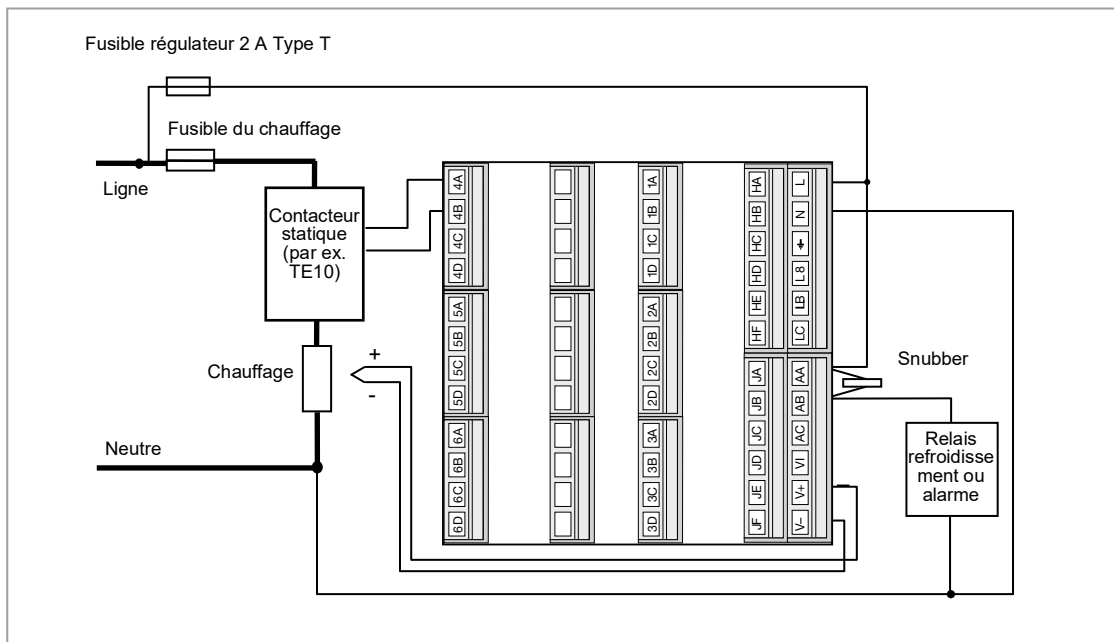 Fusible régulateur 2 A Type T
Fusible du chauffage
Ligne
Contacteur
statique
(par ex.
TE10)
Chauffage
+
-
Neutre
4A
4B
4C
4D
5A
5B
5C
5D
6A
6B
6C
6D
1A
1B
1C
1D
2A
2B
2C
2D
3A
3B
3C
3D
HA
HB
HC
HD
HE
HF
JA
JB
JC
JD
JE
JF
L
N
L8
LB
LC
AA
AB
AC
VI
V+
V−
Snubber
Relais
refroidisse
ment ou
alarme